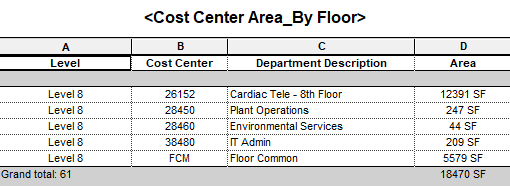 <Cost Center Area_By Floor>
A B C D
Level Cost Center Department Description Area
Level 8 26152 Cardiac Tele - 8th Floor 12391 SF
Level 8 28450 Plant Operations 247 SF
Level 8 28460 Environmental Services 44 SF
Level 8 38480 IT Admin 209 SF
Level 8 FCM Floor Common 5579 SF
Grand total: 61 18470 SF